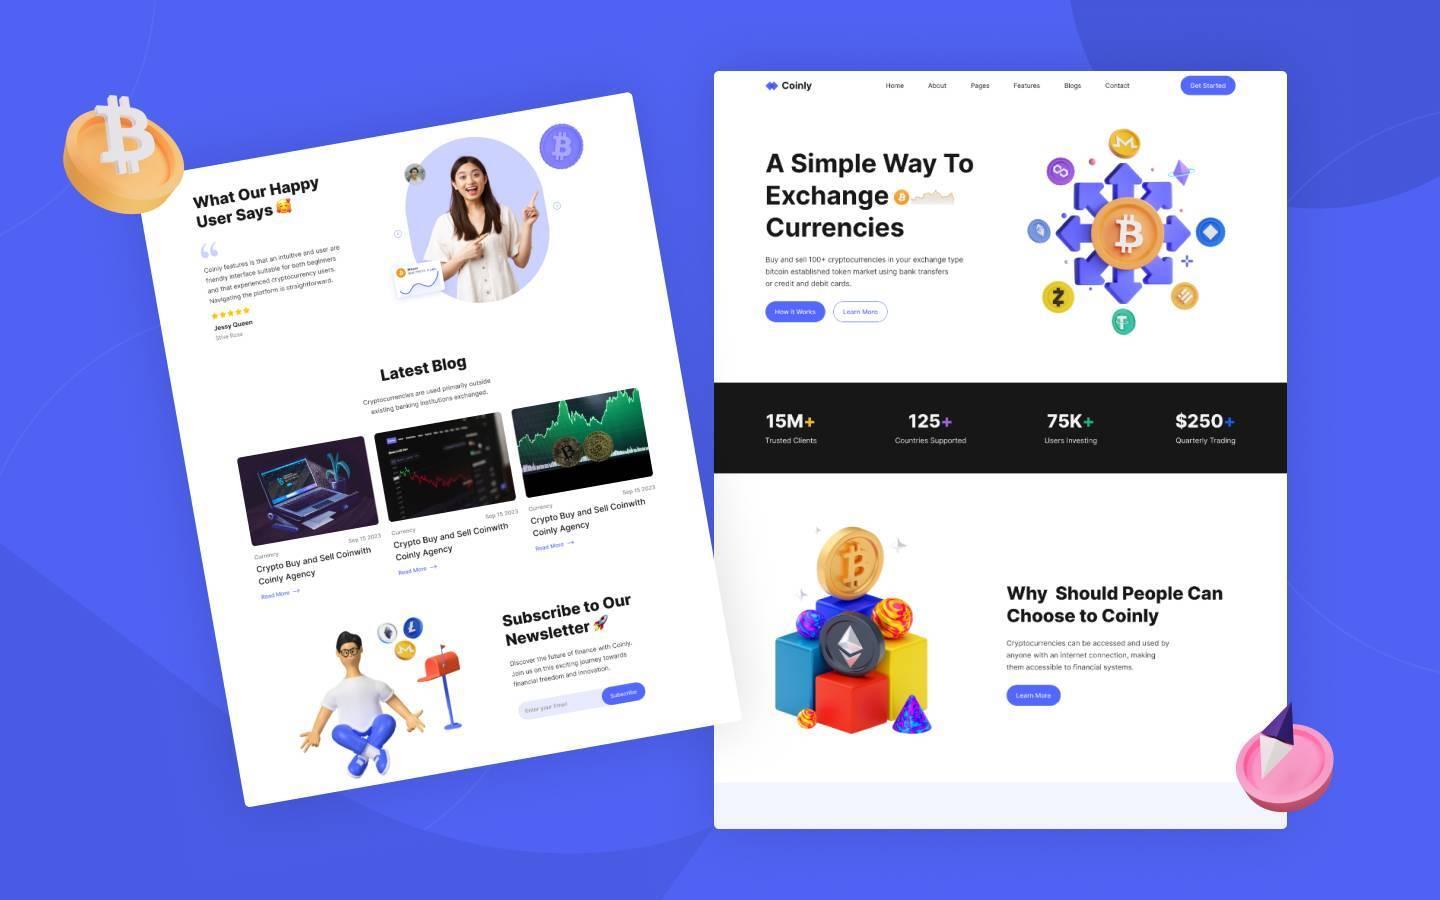 What Our Happy
User Says 🥰
Coinly features is that an intuitive and user are
friendly interface suitable for both beginners
and that experienced cryptocurrency users.
Navigating the platform is straightforward.
Jessy Queen
Latest Blog
Cryptocurrencies are used primarily outside
existing banking institutions exchanged.
Currency
Sep 15 2023
Crypto Buy and Sell Coinwith
Coinly Agency
Read More →
Currency
Sep 15 2023
Crypto Buy and Sell Coinwith
Coinly Agency
Read More →
Currency
Sep 15 2023
Crypto Buy and Sell Coinwith
Coinly Agency
Read More →
Subscribe to Our
Newsletter 🚀
Discover the future of finance with Coinly.
Join us on this exciting journey towards
financial freedom and innovation.
Enter your Email
Subscribe
Coinly
Home
About
Pages
Features
Blogs
Contact
Get Started
A Simple Way To
Exchange
Currencies
Buy and sell 100+ cryptocurrencies in your exchange type
bitcoin established token market using bank transfers
or credit and debit cards.
How it Works
Learn More
15M+
Trusted Clients
125+
Countries Supported
75K+
Users Investing
$250+
Quarterly Trading
Why Should People Can
Choose to Coinly
Cryptocurrencies can be accessed and used by
anyone with an internet connection, making
them accessible to financial systems.
Learn More